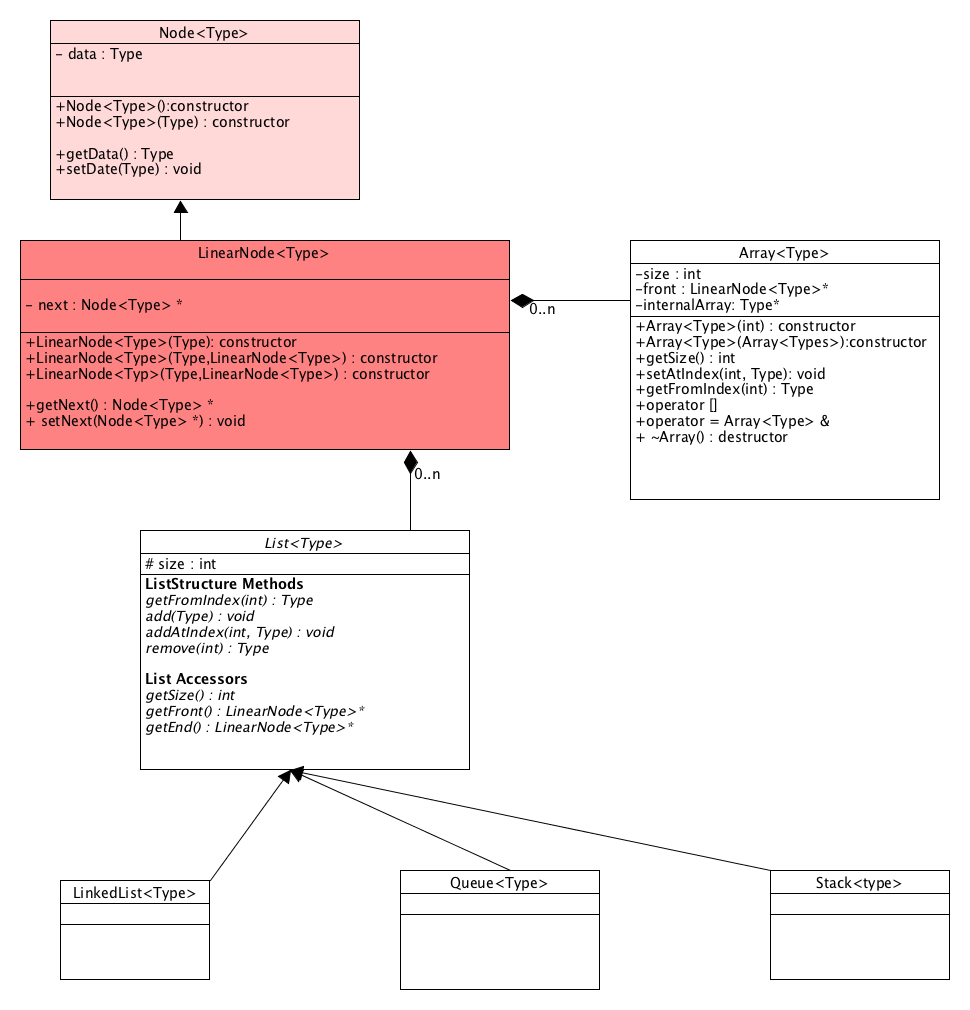 Node<Type>
- data : Type
+Node<Type>():constructor
+Node<Type>(Type) : constructor
+getData() : Type
+setDate(Type) : void
LinearNode<Type>
- next : Node<Type> *
+LinearNode<Type>(Type): constructor
+LinearNode<Type>(Type,LinearNode<Type>) : constructor
+LinearNode<Typ>(Type,LinearNode<Type>) : constructor
+getNext() : Node<Type> *
+ setNext(Node<Type> *) : void
0..n
Array<Type>
-size : int
-front : LinearNode<Type>*
-internalArray: Type*
+Array<Type>(int) : constructor
+Array<Type>(Array<Types>):constructor
+getSize() : int
+setAtIndex(int, Type): void
+getFromIndex(int) : Type
+operator []
+operator = Array<Type> &
+ ~Array() : destructor
0..n
List<Type>
# size : int
ListStructure Methods
getFromIndex(int) : Type
add(Type) : void
addAtIndex(int, Type) : void
remove(int) : Type
List Accessors
getSize() : int
getFront() : LinearNode<Type>*
getEnd() : LinearNode<Type>*
LinkedList<Type>
Queue<Type>
Stack<type>